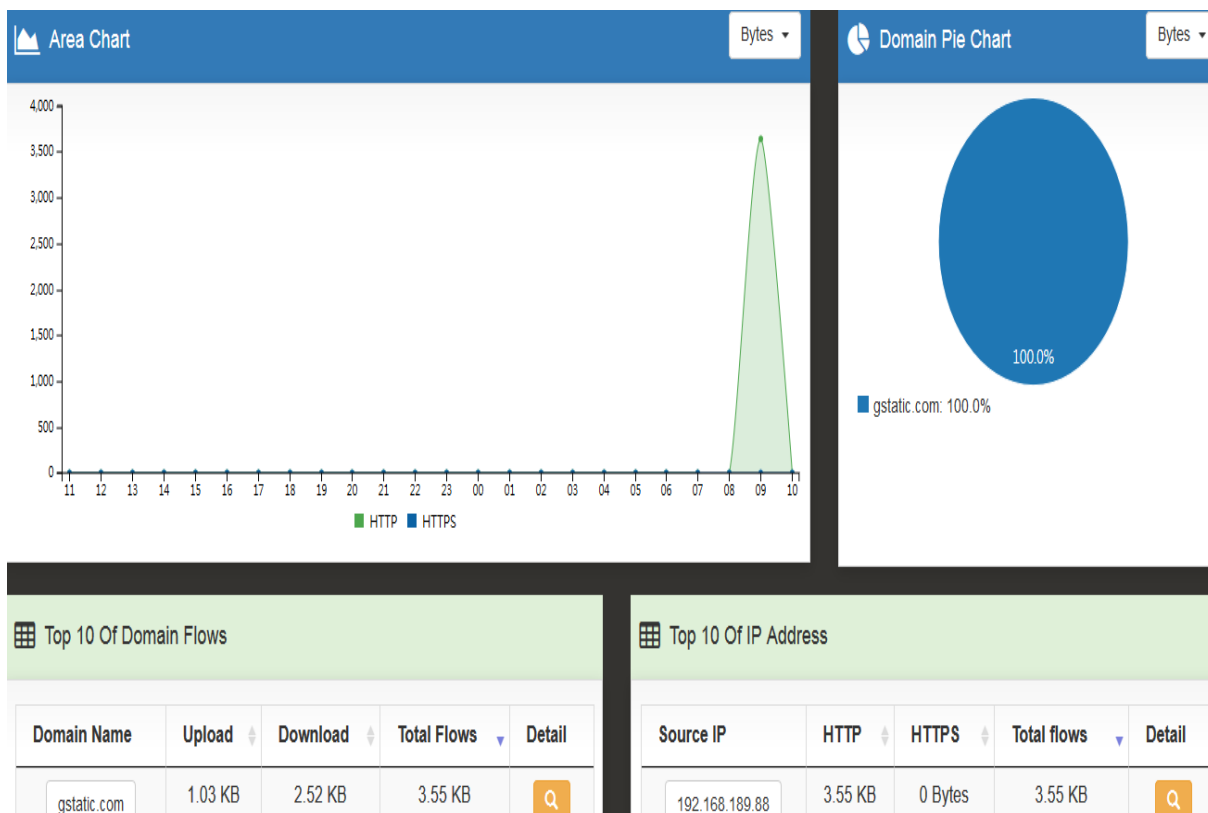 Area Chart
Bytes
4,000
3,500
3,000
2,500
2,000
1,500
1,000
500
0
11 12 13 14 15 16 17 18 19 20 21 22 23 00 01 02 03 04 05 06 07 08 09 10
HTTP HTTPS
Domain Pie Chart
Bytes
100.0%
gstatic.com: 100.0%
Top 10 Of Domain Flows
Domain Name Upload Download Total Flows Detail
gstatic.com 1.03 KB 2.52 KB 3.55 KB
Top 10 Of IP Address
Source IP HTTP HTTPS Total flows Detail
192.168.189.88 3.55 KB 0 Bytes 3.55 KB